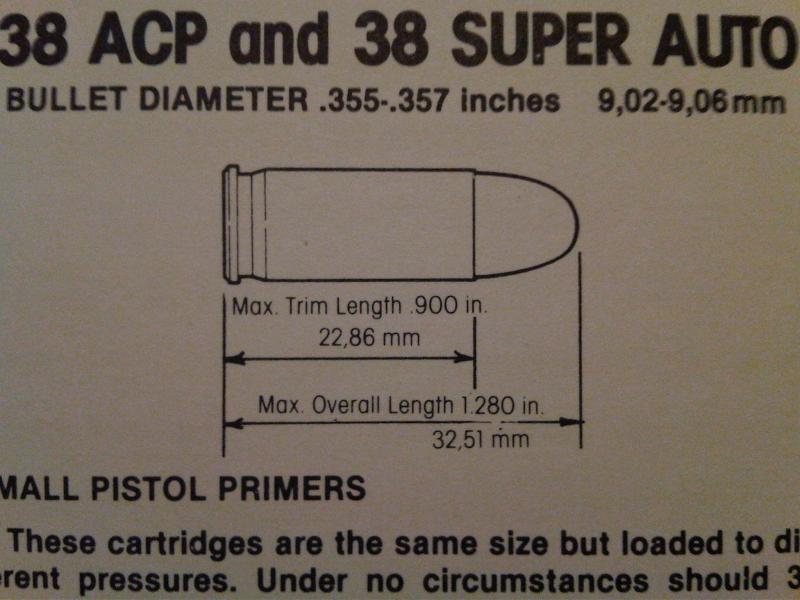 38 ACP and 38 SUPER AUTO
BULLET DIAMETER .355-.357 inches 9,02-9,06 mm
Max. Trim Length .900 in.
22,86 mm
Max. Overall Length 1.280 in.
32,51 mm
MALL PISTOL PRIMERS
These cartridges are the same size but loaded to di
erent pressures. Under no circumstances should 3